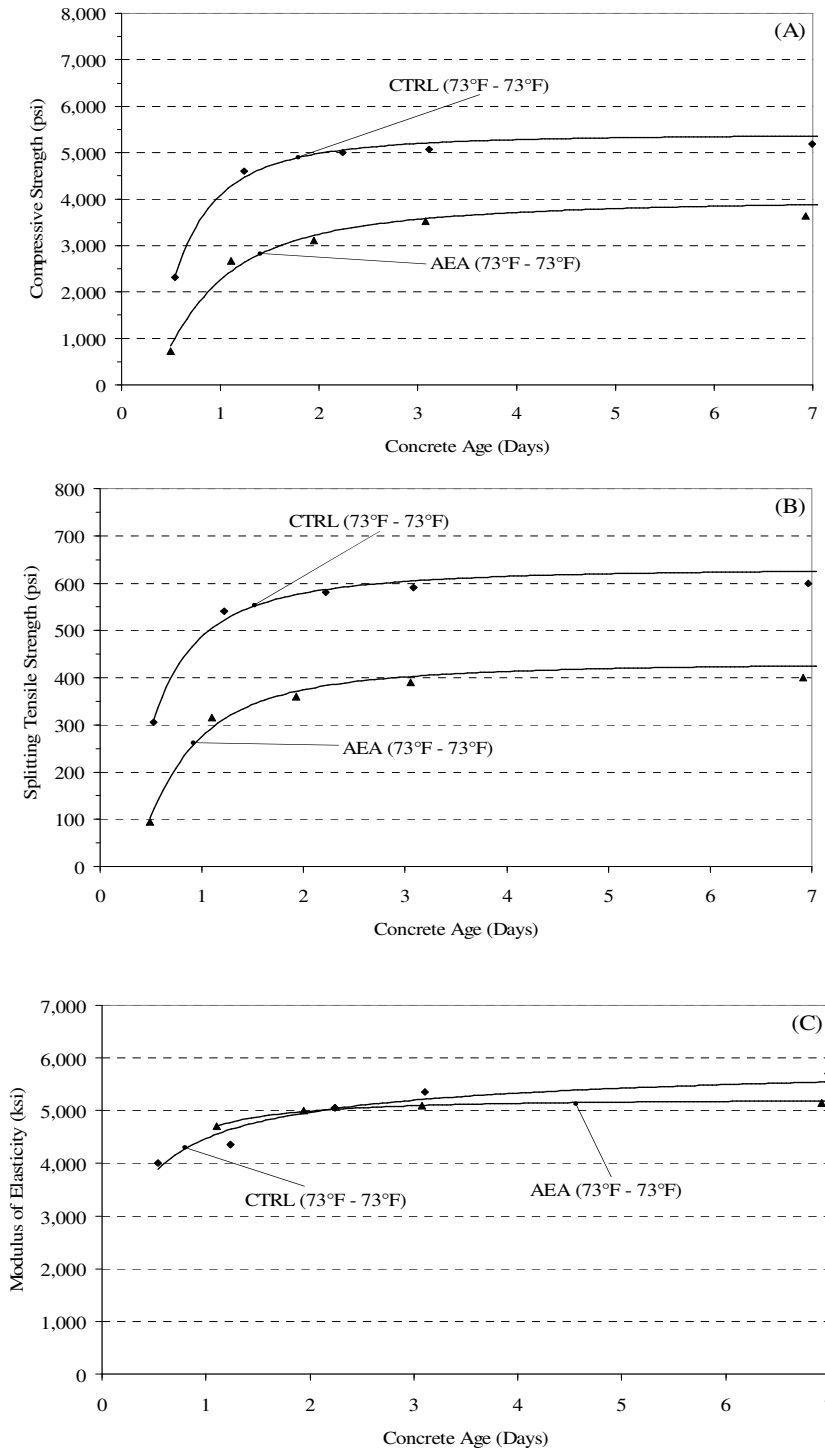 (A)
8,000
7,000
6,000
5,000
4,000
3,000
2,000
1,000
0
Compressive Strength (psi)
CTRL (73°F - 73°F)
AEA (73°F - 73°F)
0 1 2 3 4 5 6 7
Concrete Age (Days)
(B)
800
700
600
500
400
300
200
100
0
Splitting Tensile Strength (psi)
CTRL (73°F - 73°F)
AEA (73°F - 73°F)
0 1 2 3 4 5 6 7
Concrete Age (Days)
(C)
7,000
6,000
5,000
4,000
3,000
2,000
1,000
0
Modulus of Elasticity (ksi)
CTRL (73°F - 73°F)
AEA (73°F - 73°F)
0 1 2 3 4 5 6
Concrete Age (Days)